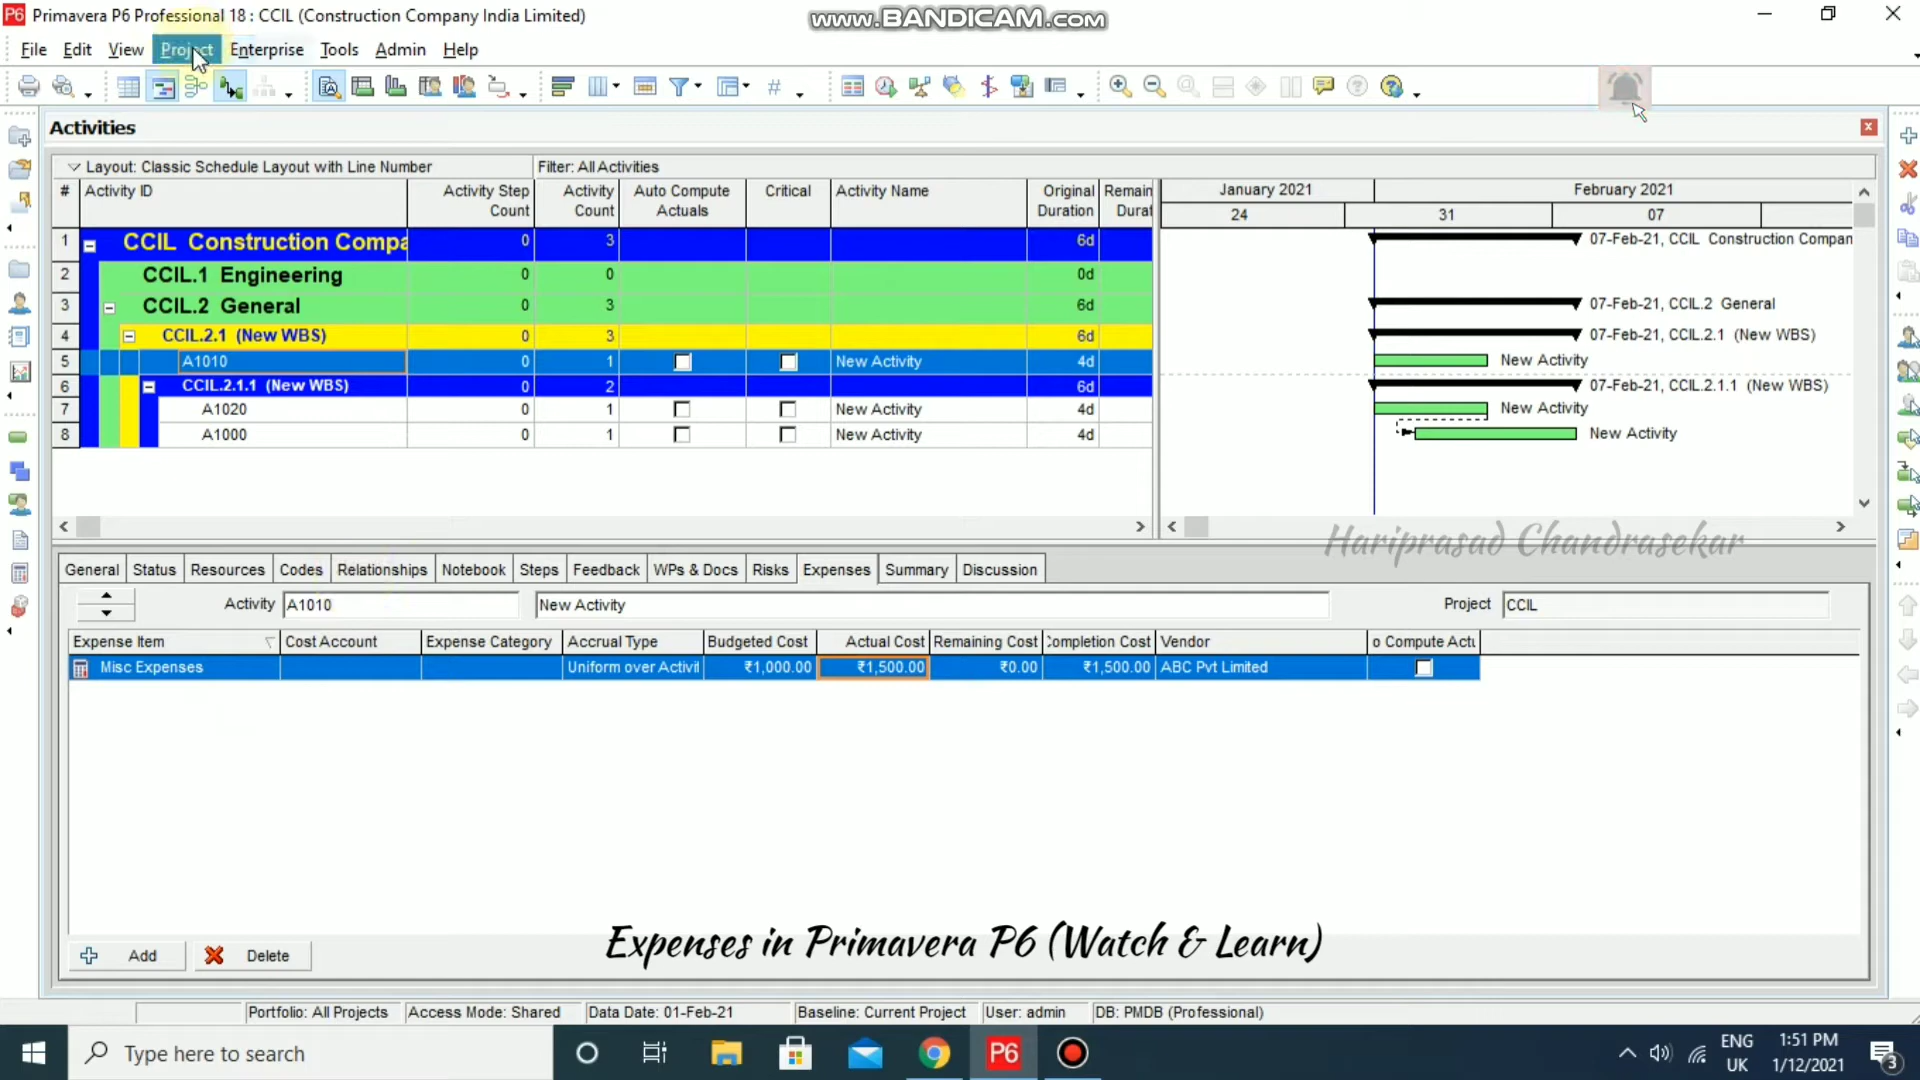 P6 Primavera P6 Professional 18 : CCIL (Construction Company India Limited)
www.BANDICAM.com
File Edit View Project Enterprise Tools Admin Help
Activities
Layout: Classic Schedule Layout with Line Number Filter: All Activities
# Activity ID Activity Step Count Activity Count Auto Compute Actuals Critical Activity Name Original Duration Remain Durat January 2021 February 2021
24 31 07
1 CCIL Construction Compa 0 3 6d 07-Feb-21, CCIL Construction Compan
2 CCIL.1 Engineering 0 0 0d
3 CCIL.2 General 0 3 6d 07-Feb-21, CCIL.2 General
4 CCIL.2.1 (New WBS) 0 3 6d 07-Feb-21, CCIL.2.1 (New WBS)
5 A1010 0 1 New Activity 4d New Activity
6 CCIL.2.1.1 (New WBS) 0 2 6d 07-Feb-21, CCIL.2.1.1 (New WBS)
7 A1020 0 1 New Activity 4d New Activity
8 A1000 0 1 New Activity 4d New Activity
Hariprasad Chandrasekar
General Status Resources Codes Relationships Notebook Steps Feedback WPs & Docs Risks Expenses Summary Discussion
Activity A1010 New Activity Project CCIL
Expense Item Cost Account Expense Category Accrual Type Budgeted Cost Actual Cost Remaining Cost Completion Cost Vendor o Compute Actu
Misc Expenses Uniform over Activit ₹1,000.00 ₹1,500.00 ₹0.00 ₹1,500.00 ABC Pvt Limited
Expenses in Primavera P6 (Watch & Learn)
Add Delete
Portfolio: All Projects Access Mode: Shared Data Date: 01-Feb-21 Baseline: Current Project User: admin DB: PMDB (Professional)
Type here to search P6 ENG 1:51 PM
UK 1/12/2021 3